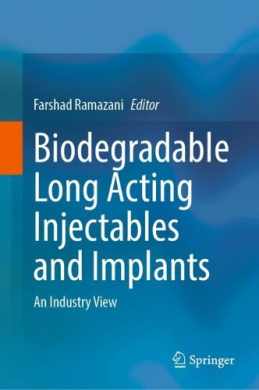 Farshad Ramazani Editor
Biodegradable
Long Acting
Injectables
and Implants
An Industry View
Springer